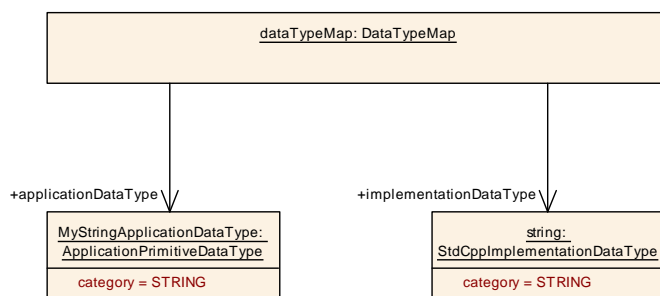 dataTypeMap: DataTypeMap
+applicationDataType
+implementationDataType
MyStringApplicationDataType:
ApplicationPrimitiveDataType
category = STRING
string:
StdCppImplementationDataType
category = STRING